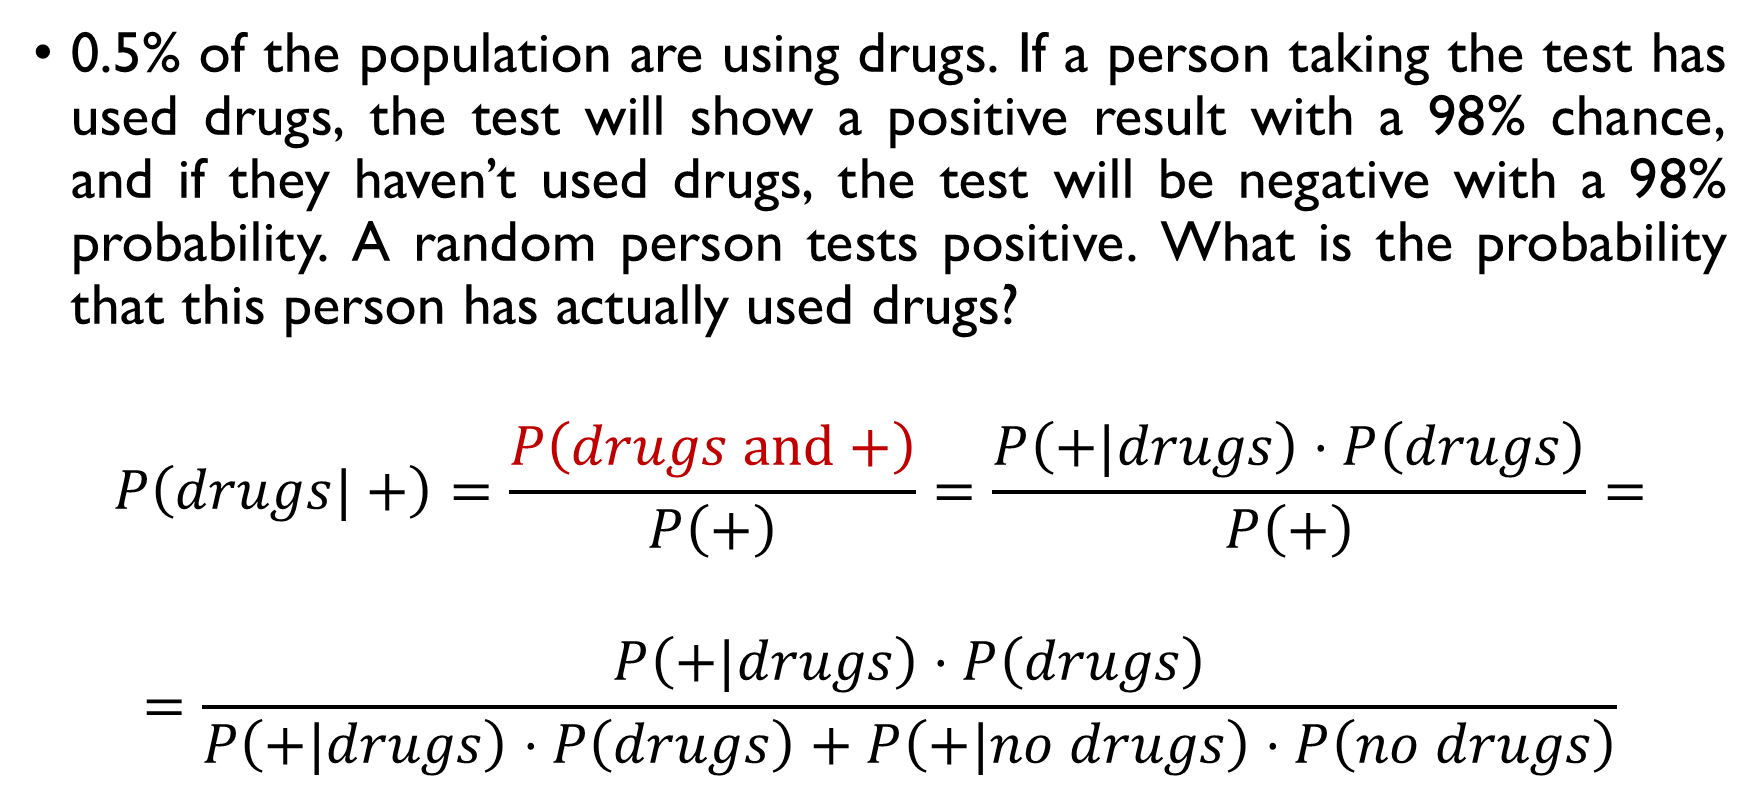 • 0.5% of the population are using drugs. If a person taking the test has
used drugs, the test will show a positive result with a 98% chance,
and if they haven’t used drugs, the test will be negative with a 98%
probability. A random person tests positive. What is the probability
that this person has actually used drugs?
P(drugs| +) = P(drugs and +) / P(+) = P(+|drugs) · P(drugs) / P(+) =
= P(+|drugs) · P(drugs) / P(+|drugs) · P(drugs) + P(+|no drugs) · P(no drugs)